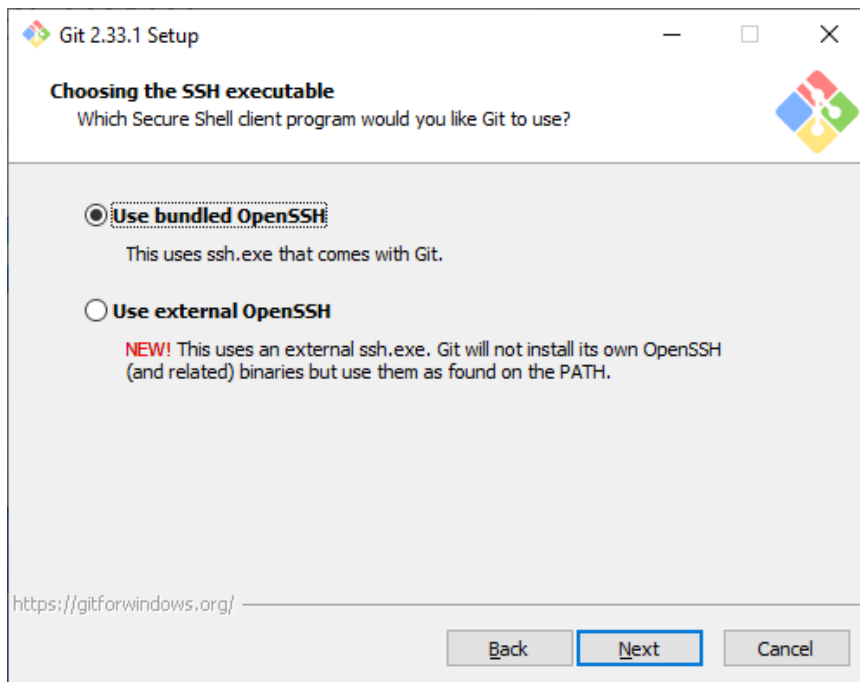 Git 2.33.1 Setup
Choosing the SSH executable
Which Secure Shell client program would you like Git to use?
Use bundled OpenSSH
This uses ssh.exe that comes with Git.
Use external OpenSSH
NEW! This uses an external ssh.exe. Git will not install its own OpenSSH
(and related) binaries but use them as found on the PATH.
https://gitforwindows.org/
Back Next Cancel